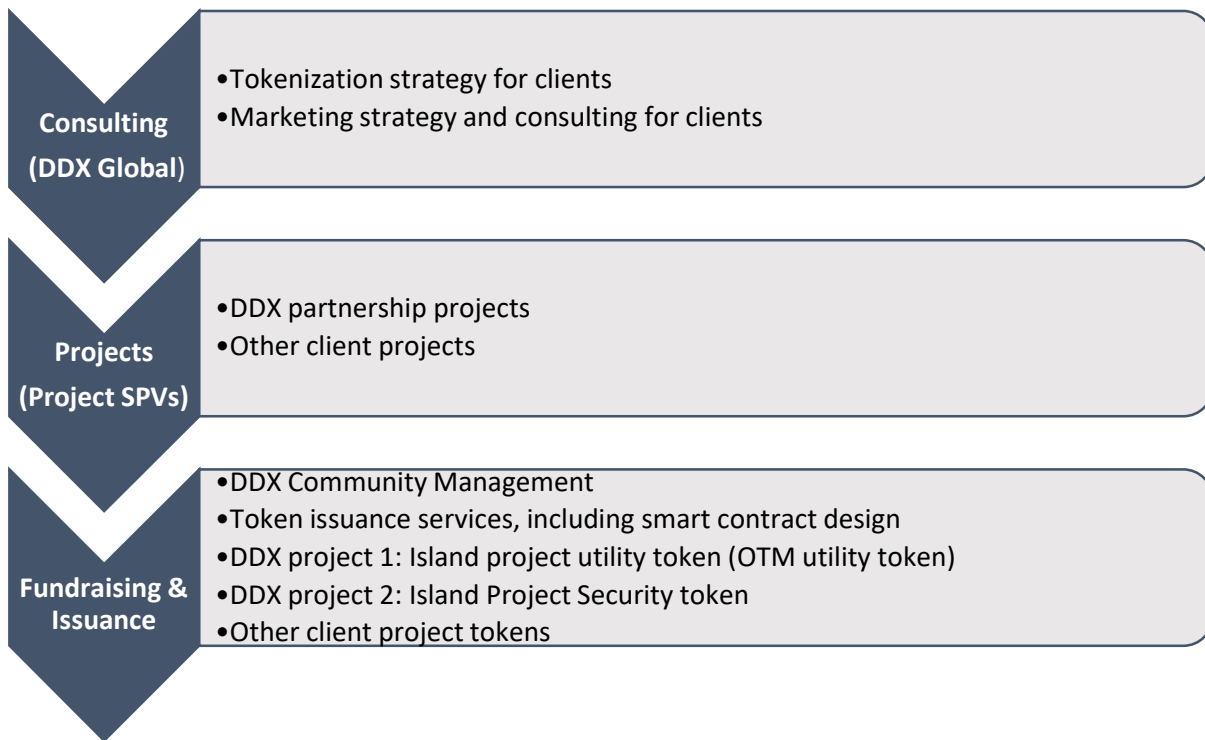 Consulting
(DDX Global)
•Tokenization strategy for clients
•Marketing strategy and consulting for clients
Projects
(Project SPVs)
•DDX partnership projects
•Other client projects
Fundraising &
Issuance
•DDX Community Management
•Token issuance services, including smart contract design
•DDX project 1: Island project utility token (OTM utility token)
•DDX project 2: Island Project Security token
•Other client project tokens